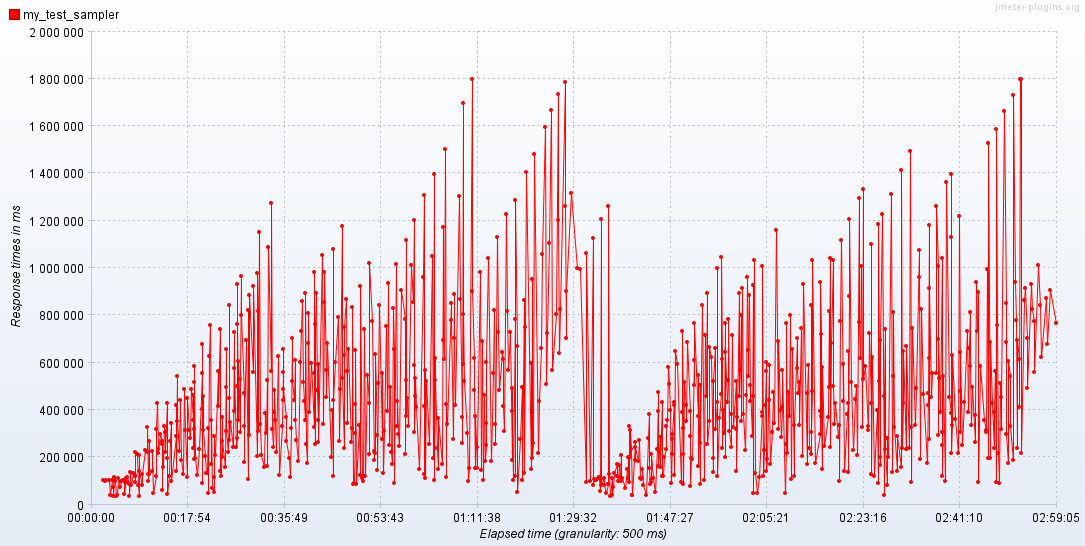 my_test_sampler
jmeter-plugins.org
2 000 000
1 800 000
1 600 000
1 400 000
1 200 000
1 000 000
800 000
600 000
400 000
200 000
0
Response times in ms
00:00:00 00:17:54 00:35:49 00:53:43 01:11:38 01:29:32 01:47:27 02:05:21 02:23:16 02:41:10 02:59:05
Elapsed time (granularity: 500 ms)